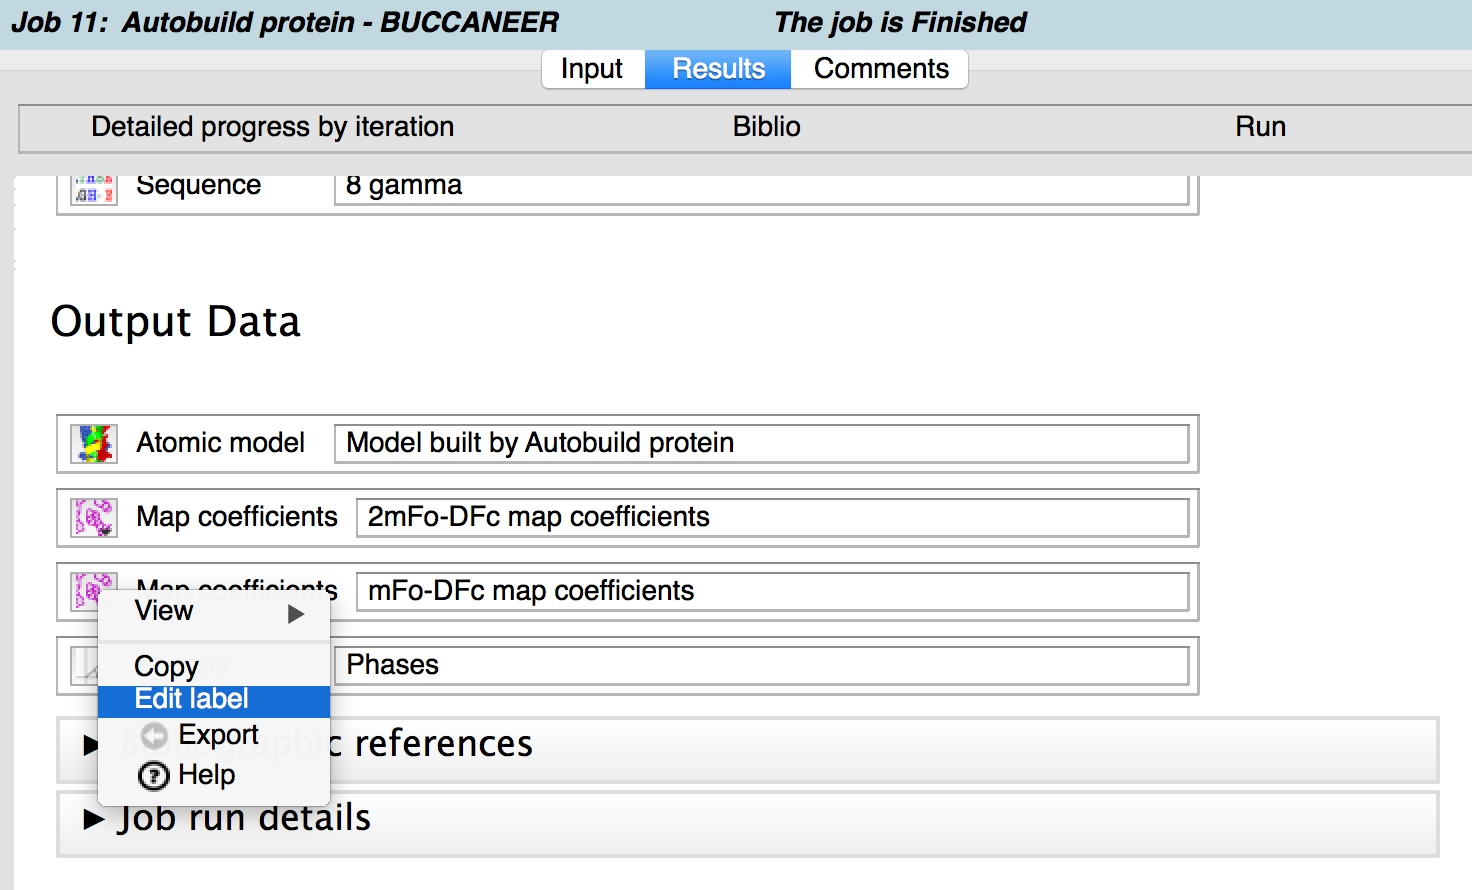 Job 11: Autobuild protein - BUCCANEER The job is Finished
Input Results Comments
Detailed progress by iteration Biblio Run
Sequence 8 gamma
Output Data
Atomic model Model built by Autobuild protein
Map coefficients 2mFo-DFc map coefficients
Map coefficients mFo-DFc map coefficients
View
Phases
Copy
Edit label
Export
references
Help
Job run details